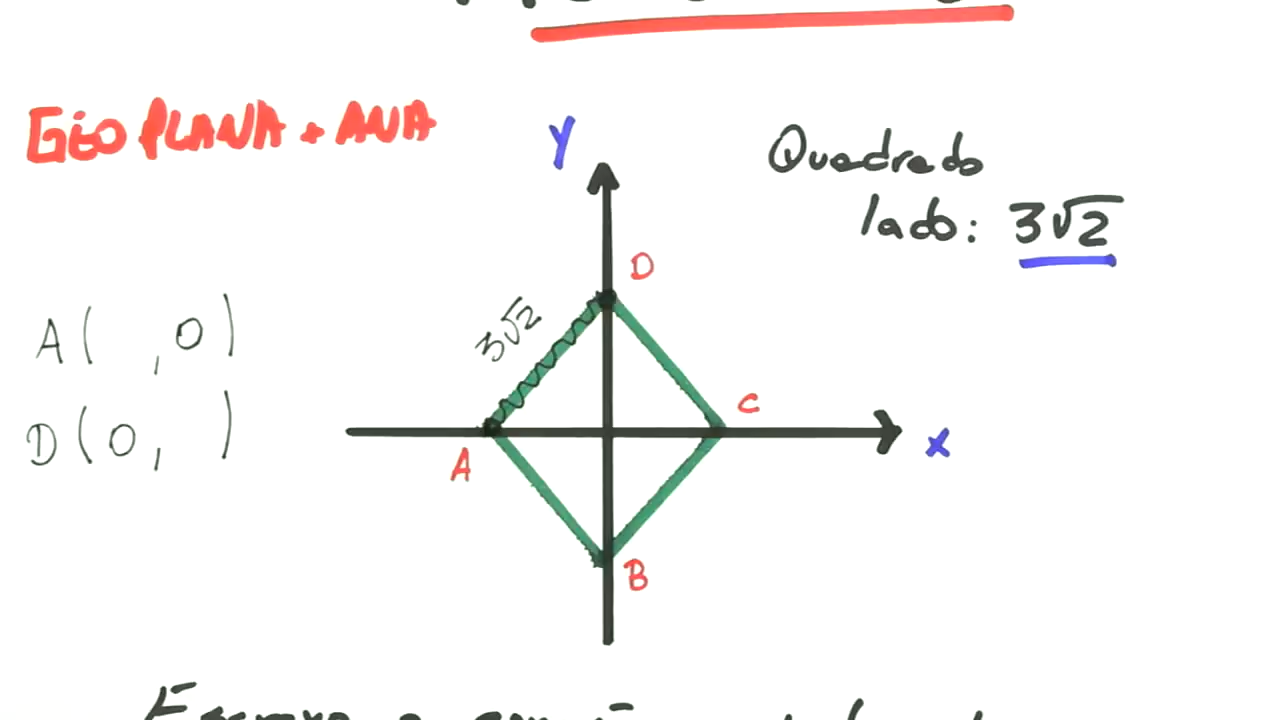 GEO PLANA + ANA
Y
Quadrado
lado: 3√2
D
3√2
A( ,0)
C
D(0, )
x
A
B